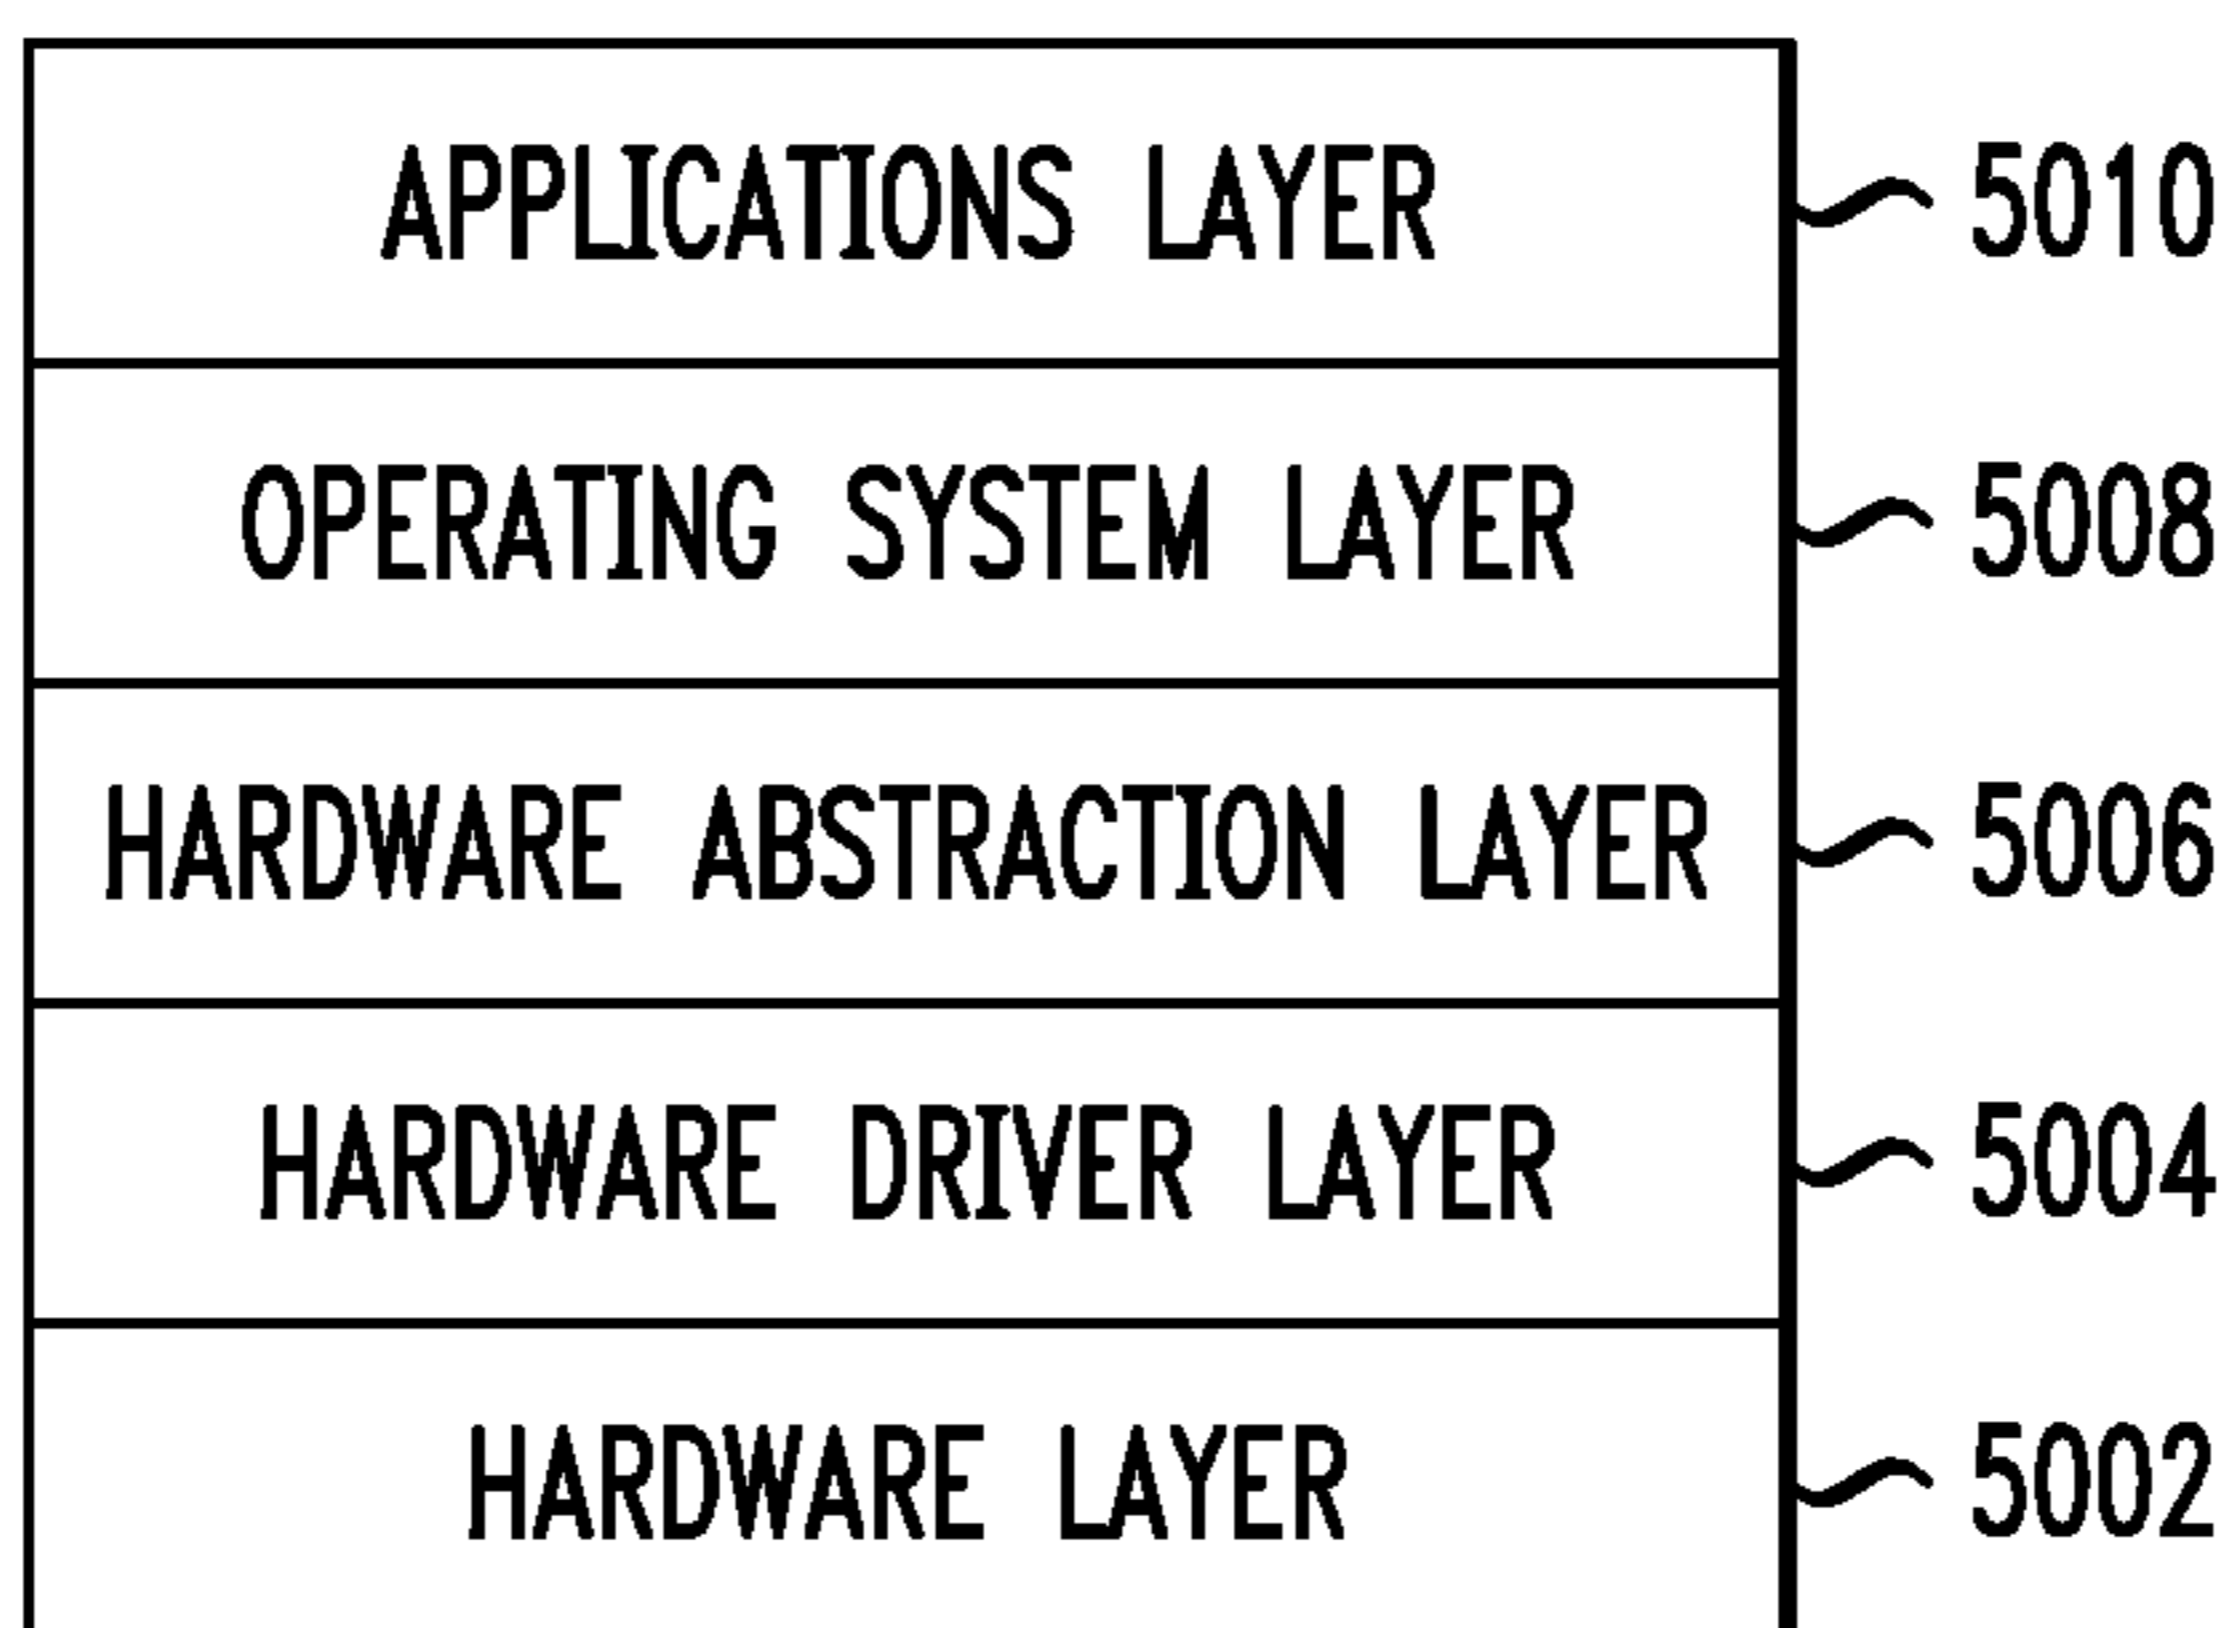 APPLICATIONS LAYER 5010
OPERATING SYSTEM LAYER 5008
HARDWARE ABSTRACTION LAYER 5006
HARDWARE DRIVER LAYER 5004
HARDWARE LAYER 5002